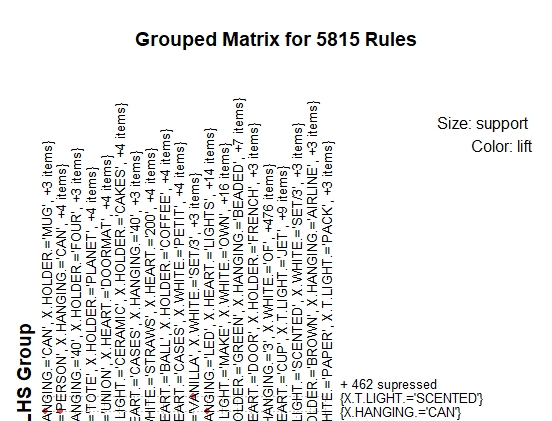 Grouped Matrix for 5815 Rules
Size: support
Color: lift
LHS Group
ANGING.='CAN', X.HOLDER.='MUG', +3 items}
=PERSON', X.HANGING.='CAN', +4 items}
ANGING.='40', X.HOLDER.='FOUR', +3 items}
='TOTE', X.HOLDER.='PLANET', +4 items}
='UNION', X.HEART.='DOORMAT', +4 items}
LIGHT.='CERAMIC', X.HOLDER.='CAKES', +4 items}
EART.='CASES', X.HANGING.='40', +3 items}
HITE.='STRAWS', X.HEART.='200', +4 items}
EART.='BALL', X.HOLDER.='COFFEE', +4 items}
EART.='CASES', X.WHITE.='PETIT', +4 items}
='VANILLA', X.WHITE.='SET/3', +3 items}
ANGING.='LED', X.HEART.='LIGHTS', +14 items}
LIGHT.='MAKE', X.WHITE.='OWN', +16 items}
OLDER.='GREEN', X.HANGING.='BEADED', +7 items}
EART.='DOOR', X.HOLDER.='FRENCH', +3 items}
ANGING.='3', X.WHITE.='OF', +476 items}
EART.='CUP', X.T.LIGHT.='JET', +9 items}
LIGHT.='SCENTED', X.WHITE.='SET/3', +3 items}
OLDER.='BROWN', X.HANGING.='AIRLINE', +3 items}
HITE.='PAPER', X.T.LIGHT.='PACK', +3 items}
+ 462 supressed
{X.T.LIGHT.='SCENTED'}
{X.HANGING.='CAN'}